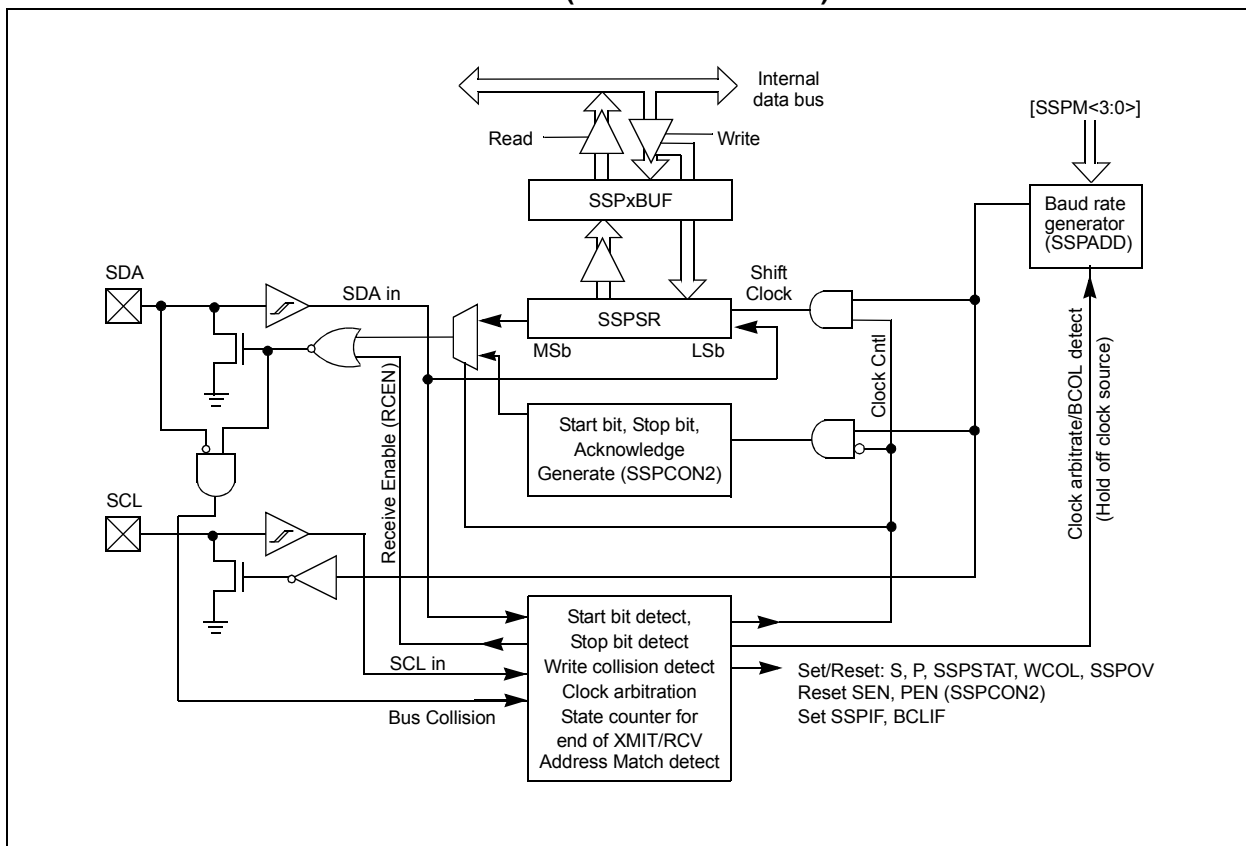 Internal
data bus
[SSPM<3:0>]
Read
Write
SSPxBUF
Baud rate
generator
(SSPADD)
SDA
SDA in
Shift
Clock
SSPSR
MSb
LSb
Clock Cntl
Clock arbitrate/BCOL detect
(Hold off clock source)
Receive Enable (RCEN)
Start bit, Stop bit,
Acknowledge
Generate (SSPCON2)
SCL
SCL in
Bus Collision
Start bit detect,
Stop bit detect
Write collision detect
Clock arbitration
State counter for
end of XMIT/RCV
Address Match detect
Set/Reset: S, P, SSPSTAT, WCOL, SSPOV
Reset SEN, PEN (SSPCON2)
Set SSPIF, BCLIF